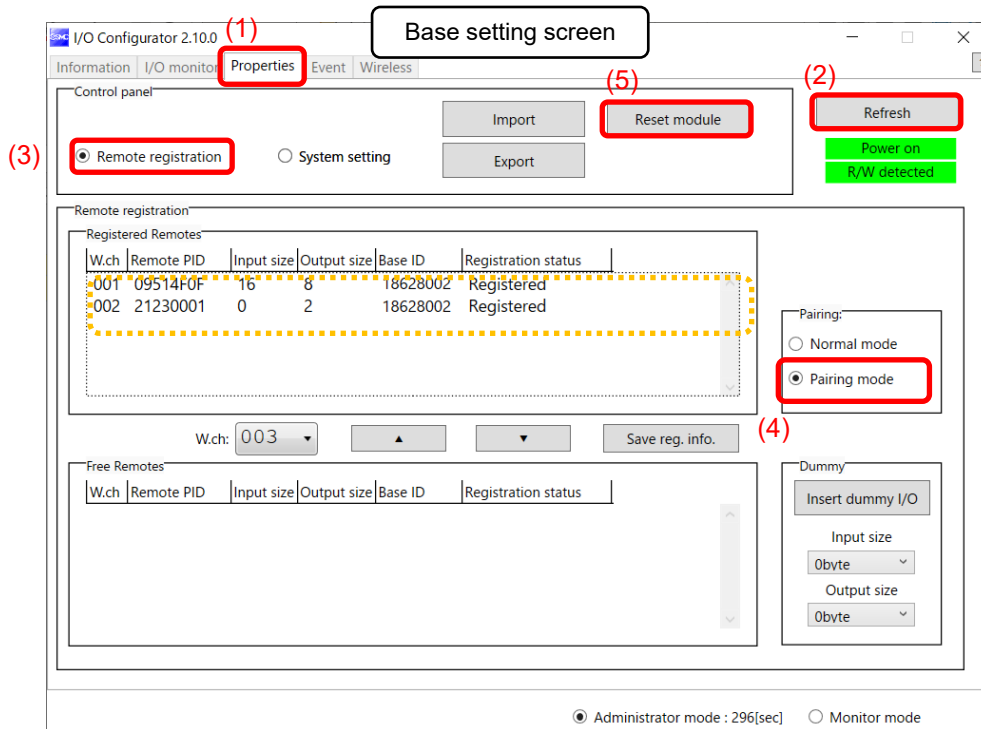 Base setting screen
(1)
SMC I/O Configurator 2.10.0
Information I/O monitor Properties Event Wireless
(5)
(2)
Control panel
Import
Reset module
Refresh
(3)
Remote registration
System setting
Export
Power on
R/W detected
Remote registration
Registered Remotes
W.ch Remote PID Input size Output size Base ID Registration status
001 09514F0F 16 8 18628002 Registered
002 21230001 0 2 18628002 Registered
Pairing:
Normal mode
Pairing mode
(4)
W.ch: 003 ▲ ▼ Save reg. info.
Free Remotes
W.ch Remote PID Input size Output size Base ID Registration status
Dummy
Insert dummy I/O
Input size
0byte
Output size
0byte
Administrator mode : 296[sec] Monitor mode